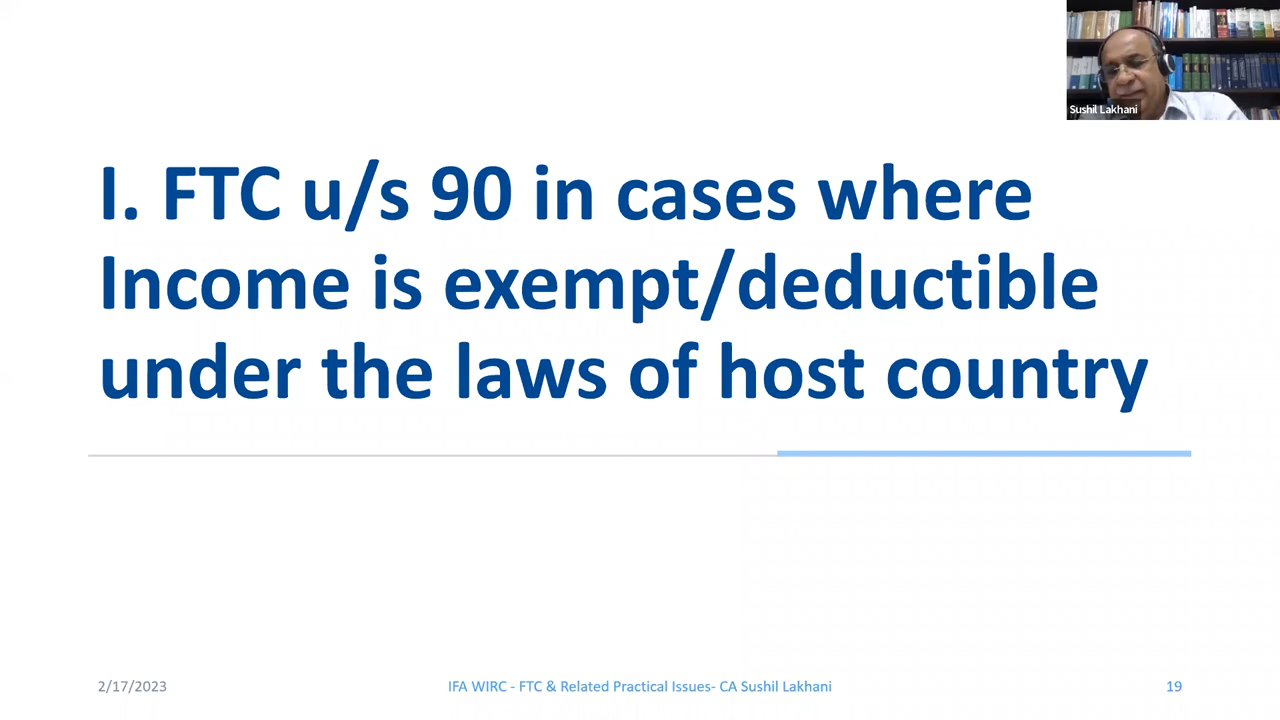 Sushil Lakhani
I. FTC u/s 90 in cases where
Income is exempt/deductible
under the laws of host country
2/17/2023
IFA WIRC - FTC & Related Practical Issues- CA Sushil Lakhani
19